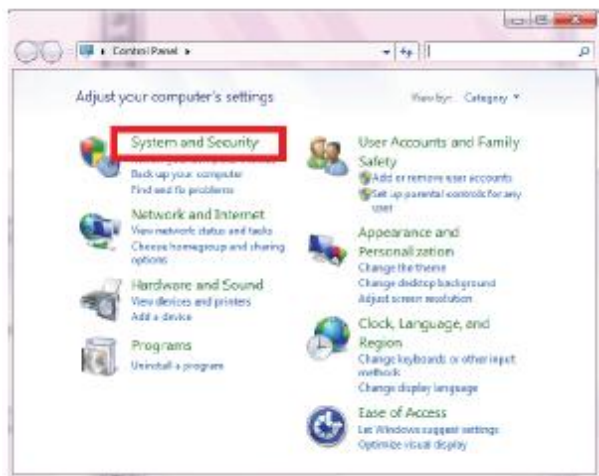 Control Panel
Adjust your computer's settings
View by: Category
System and Security
Back up your computer
Find and fix problems
Network and Internet
View network status and tasks
Choose homegroup and sharing
options
Hardware and Sound
View devices and printers
Add a device
Programs
Uninstall a program
User Accounts and Family
Safety
Add or remove user accounts
Set up parental controls for any
user
Appearance and
Personalization
Change the theme
Change desktop background
Adjust screen resolution
Clock, Language, and
Region
Change keyboards or other input
methods
Change display language
Ease of Access
Let Windows suggest settings
Optimize visual display